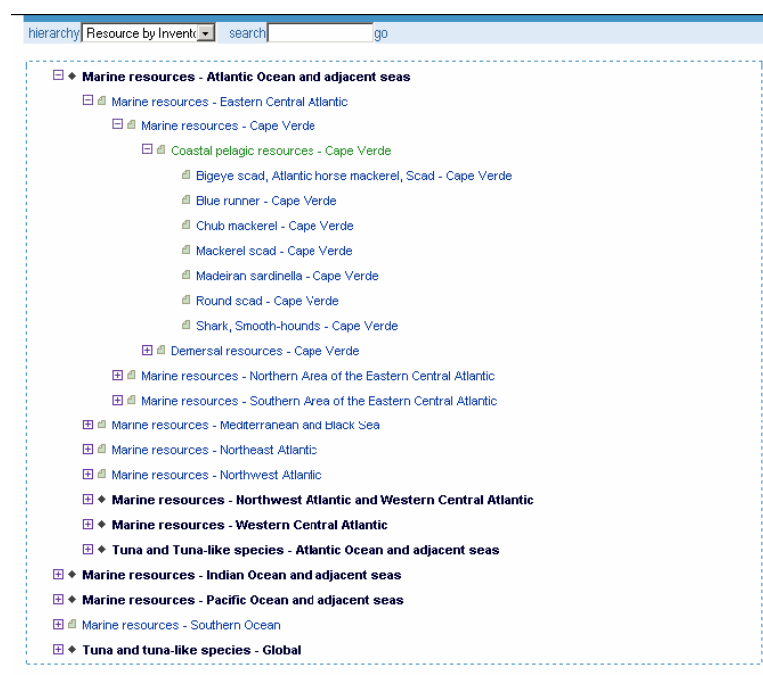 hierarchy Resource by Invento search go
Marine resources - Atlantic Ocean and adjacent seas
Marine resources - Eastern Central Atlantic
Marine resources - Cape Verde
Coastal pelagic resources - Cape Verde
Bigeye scad, Atlantic horse mackerel, Scad - Cape Verde
Blue runner - Cape Verde
Chub mackerel - Cape Verde
Mackerel scad - Cape Verde
Madeiran sardinella - Cape Verde
Round scad - Cape Verde
Shark, Smooth-hounds - Cape Verde
Demersal resources - Cape Verde
Marine resources - Northern Area of the Eastern Central Atlantic
Marine resources - Southern Area of the Eastern Central Atlantic
Marine resources - Mediterranean and Black Sea
Marine resources - Northeast Atlantic
Marine resources - Northwest Atlantic
Marine resources - Northwest Atlantic and Western Central Atlantic
Marine resources - Western Central Atlantic
Tuna and Tuna-like species - Atlantic Ocean and adjacent seas
Marine resources - Indian Ocean and adjacent seas
Marine resources - Pacific Ocean and adjacent seas
Marine resources - Southern Ocean
Tuna and tuna-like species - Global